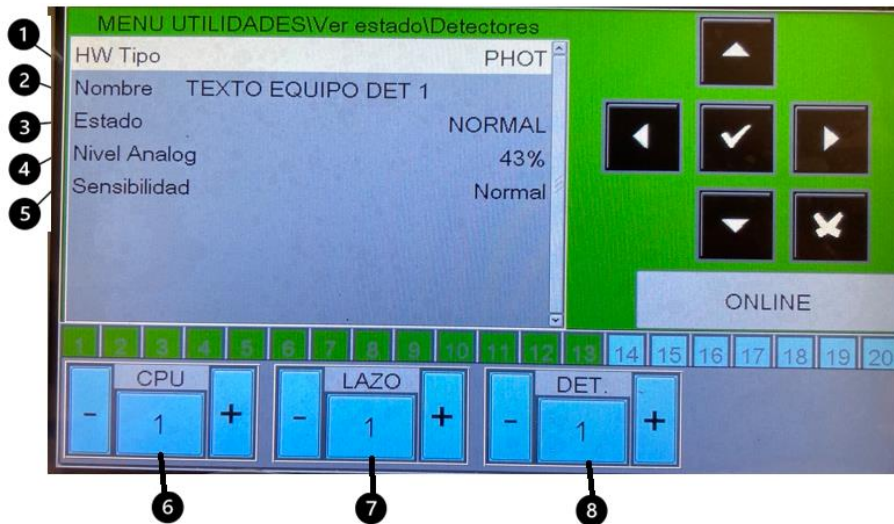 MENU UTILIDADES\Ver estado\Detectores
1 HW Tipo PHOT
2 Nombre TEXTO EQUIPO DET 1
3 Estado NORMAL
4 Nivel Analog 43%
5 Sensibilidad Normal
ONLINE
1 2 3 4 5 6 7 8 9 10 11 12 13 14 15 16 17 18 19 20
CPU LAZO DET.
- 1 + - 1 + - 1 +
6 7 8